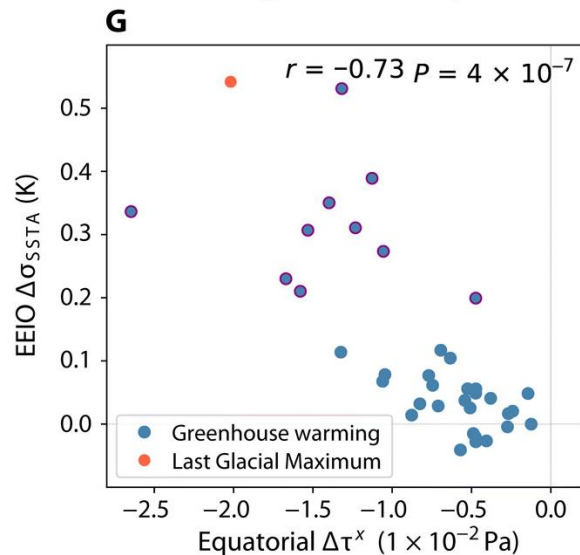 G
r = −0.73 P = 4 × 10⁻⁷
EEIO Δσ_SSTA (K)
0.5
0.4
0.3
0.2
0.1
0.0
Greenhouse warming
Last Glacial Maximum
−2.5 −2.0 −1.5 −1.0 −0.5 0.0
Equatorial Δτˣ (1 × 10⁻² Pa)